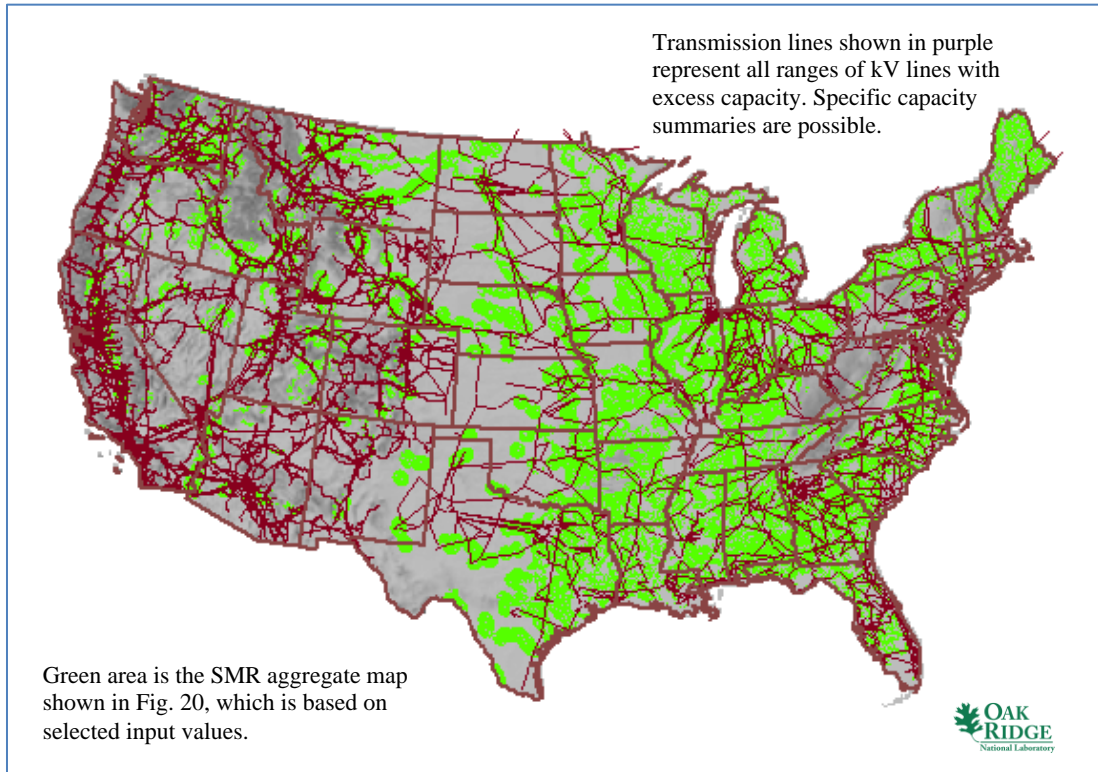 Transmission lines shown in purple
represent all ranges of kV lines with
excess capacity. Specific capacity
summaries are possible.
Green area is the SMR aggregate map
shown in Fig. 20, which is based on
selected input values.
OAK
RIDGE
National Laboratory